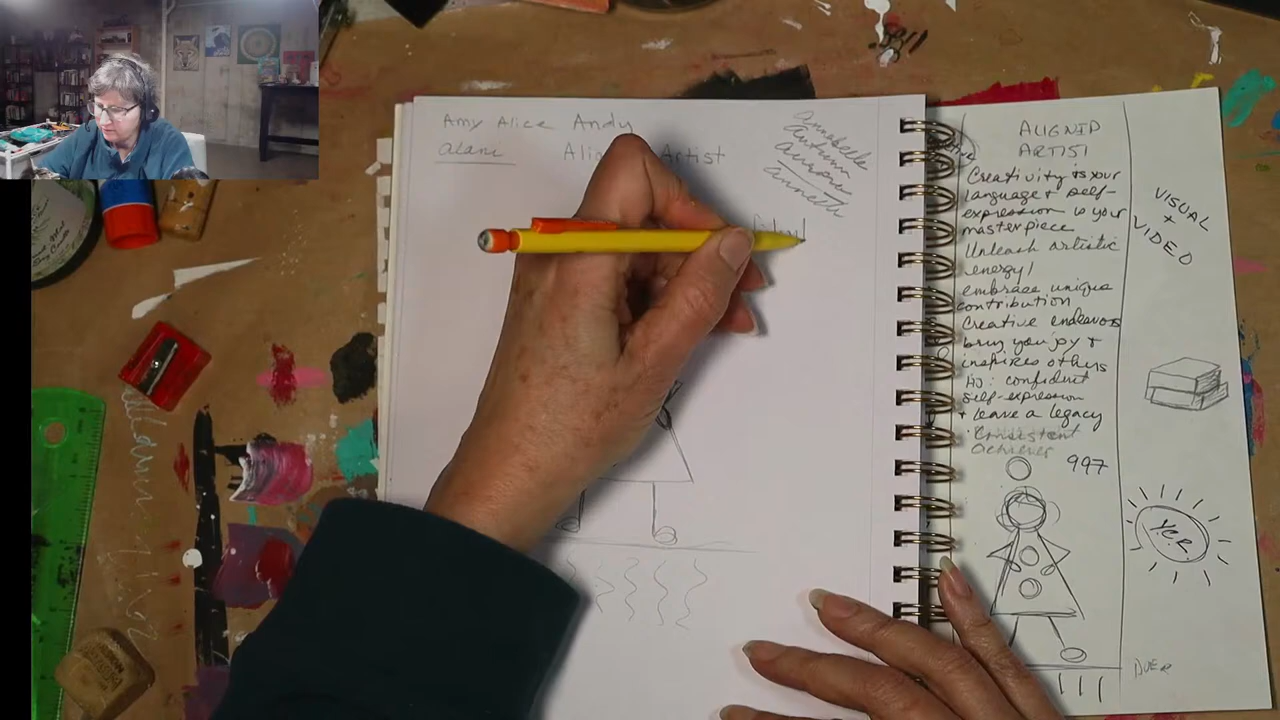 Amy Alice Andy
Alani
Artist
Annabelle
Autumn
ALIGNED
ARTIST
Creativity is your
language + self-
expression is your
masterpiece
Unleash artistic
energy!
embrace unique
contribution
Creative endeavors
bring you joy +
inspires others
confident
self-expression
+ leave a legacy
Consistent
Achiever
997
VISUAL
+
VIDEO